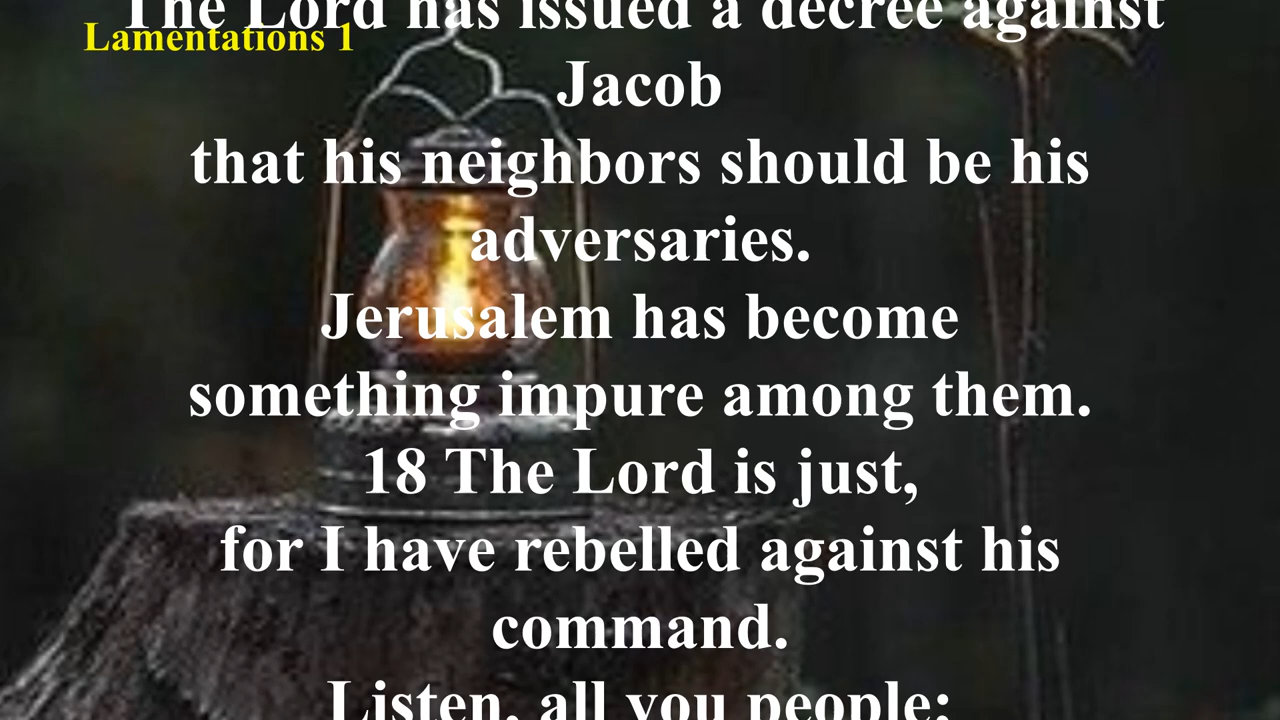 The Lord has issued a decree against
Lamentations 1
Jacob
that his neighbors should be his
adversaries.
Jerusalem has become
something impure among them.
18 The Lord is just,
for I have rebelled against his
command.
Listen, all you people;